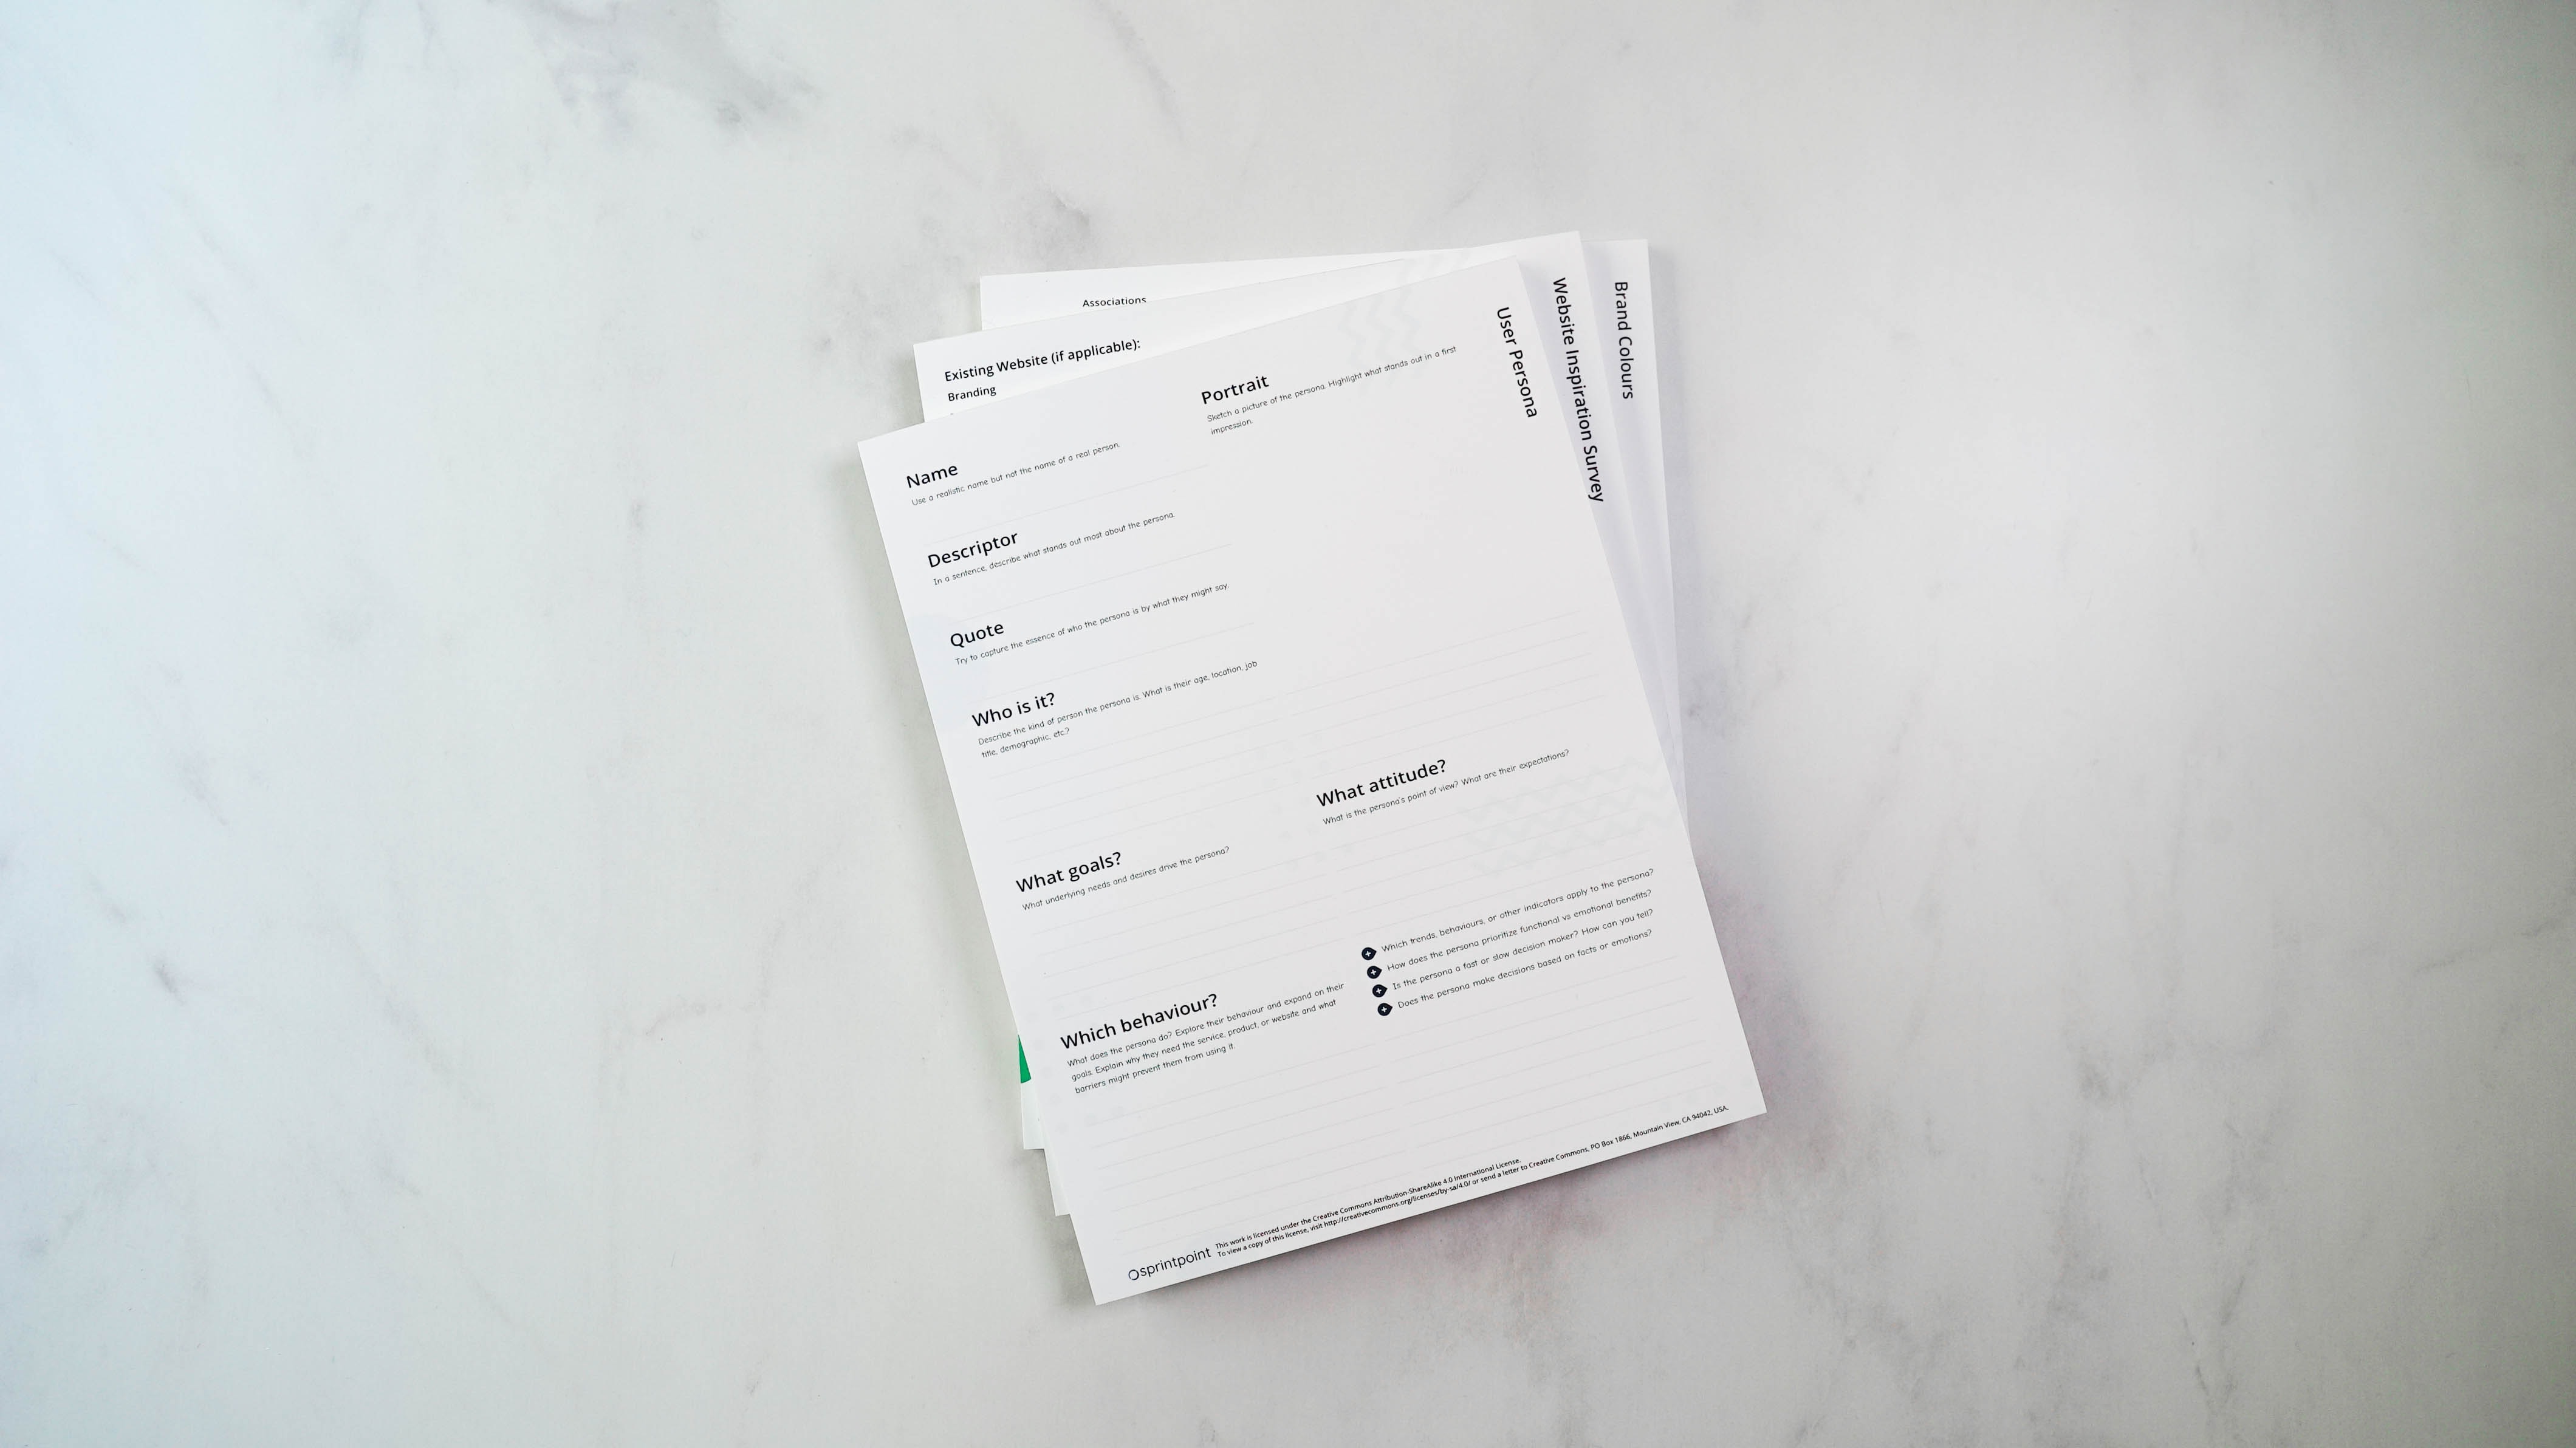 Associations
Brand Colours
Existing Website (if applicable):
Branding
Website Inspiration Survey
User Persona
Name
Use a realistic name but not the name of a real person.
Portrait
Sketch a picture of the persona. Highlight what stands out in a first
impression.
Descriptor
In a sentence, describe what stands out most about the persona.
Quote
Try to capture the essence of who the persona is by what they might say.
Who is it?
Describe the kind of person the persona is. What is their age, location, job
title, demographic, etc.?
What goals?
What underlying needs and desires drive the persona?
What attitude?
What is the persona's point of view? What are their expectations?
Which behaviour?
What does the persona do? Explore their behaviour and expand on their
goals. Explain why they need the service, product, or website and what
barriers might prevent them from using it.
Which trends, behaviours, or other indicators apply to the persona?
How does the persona prioritize functional vs emotional benefits?
Is the persona a fast or slow decision maker? How can you tell?
Does the persona make decisions based on facts or emotions?
sprintpoint
This work is licensed under the Creative Commons Attribution-ShareAlike 4.0 International License.
To view a copy of this license, visit http://creativecommons.org/licenses/by-sa/4.0/ or send a letter to Creative Commons, PO Box 1866, Mountain View, CA 94042, USA.